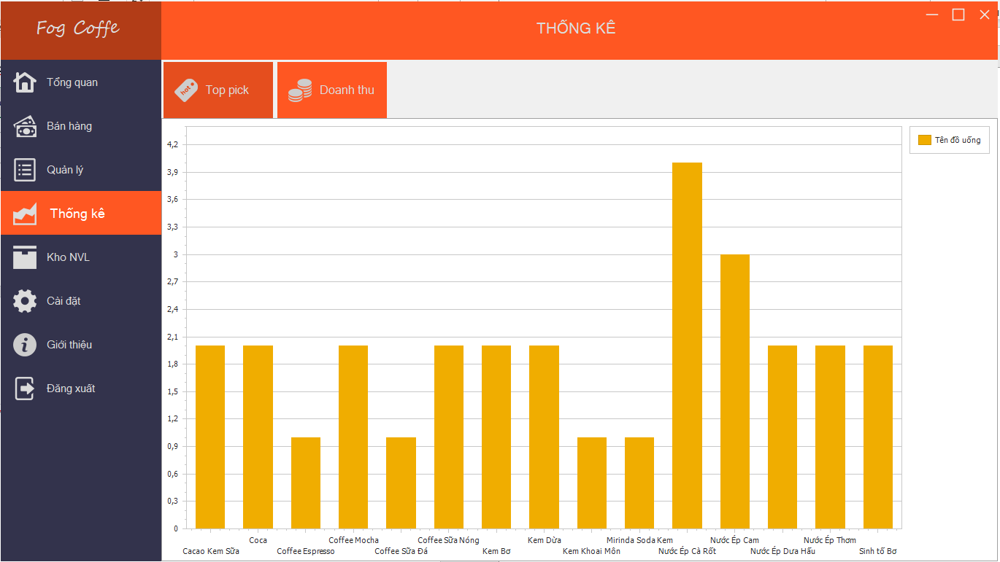 Fog Coffe
THỐNG KÊ
Tổng quan
Bán hàng
Quản lý
Thống kê
Kho NVL
Cài đặt
Giới thiệu
Đăng xuất
hot
Top pick
Doanh thu
Tên đồ uống
4,2
3,9
3,6
3,3
3
2,7
2,4
2,1
1,8
1,5
1,2
0,9
0,6
0,3
0
Cacao Kem Sữa
Coca
Coffee Espresso
Coffee Mocha
Coffee Sữa Đá
Coffee Sữa Nóng
Kem Bơ
Kem Dừa
Kem Khoai Môn
Mirinda Soda Kem
Nước Ép Cà Rốt
Nước Ép Cam
Nước Ép Dưa Hấu
Nước Ép Thơm
Sinh tố Bơ